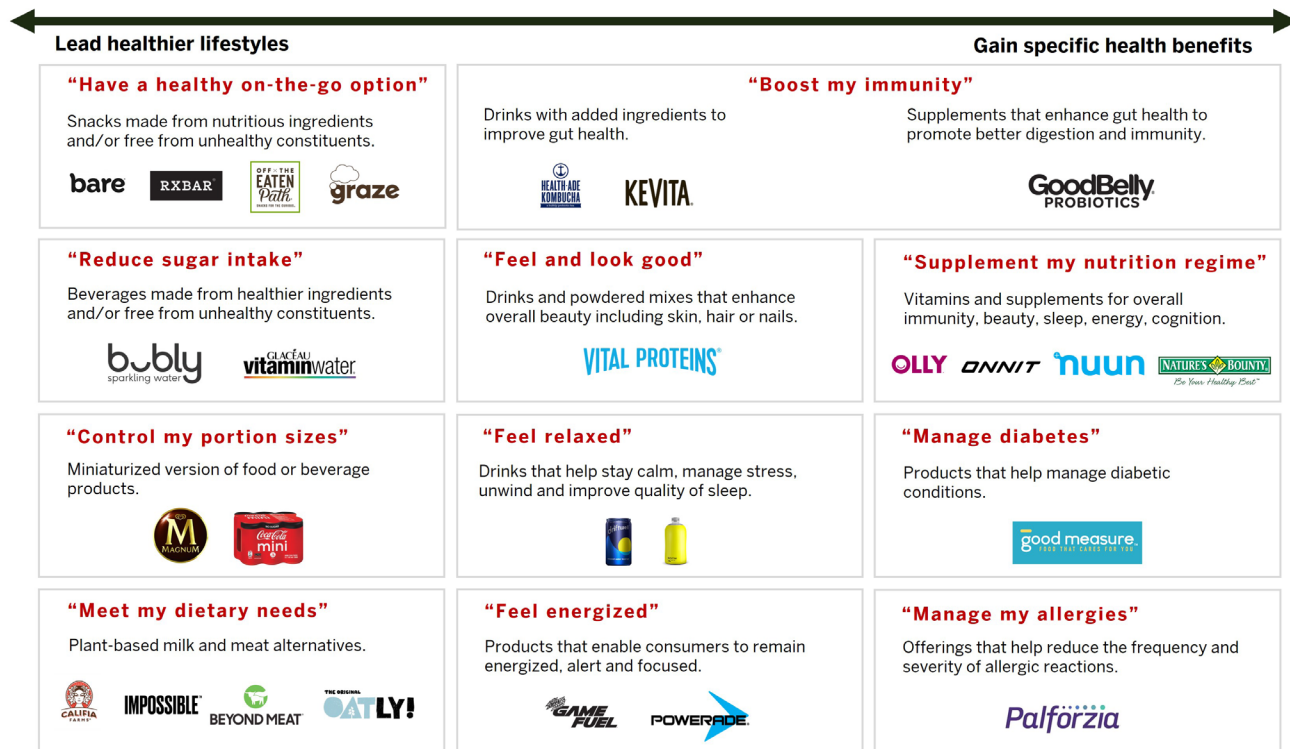 Lead healthier lifestyles
Gain specific health benefits
“Have a healthy on-the-go option”
Snacks made from nutritious ingredients
and/or free from unhealthy constituents.
bare
RXBAR
OFF THE
EATEN
Path
graze
“Boost my immunity”
Drinks with added ingredients to
improve gut health.
HEALTH-ADE
KOMBUCHA
KEVITA
Supplements that enhance gut health to
promote better digestion and immunity.
GoodBelly
PROBIOTICS
“Reduce sugar intake”
Beverages made from healthier ingredients
and/or free from unhealthy constituents.
bubly
sparkling water
GLACÉAU
vitaminwater
“Feel and look good”
Drinks and powdered mixes that enhance
overall beauty including skin, hair or nails.
VITAL PROTEINS
“Supplement my nutrition regime”
Vitamins and supplements for overall
immunity, beauty, sleep, energy, cognition.
OLLY
ONNIT
nuun
NATURE'S BOUNTY
Be Your Healthy Best™
“Control my portion sizes”
Miniaturized version of food or beverage
products.
M
MAGNUM
Coca-Cola
mini
“Feel relaxed”
Drinks that help stay calm, manage stress,
unwind and improve quality of sleep.
“Manage diabetes”
Products that help manage diabetic
conditions.
good measure
FOOD THAT CARES FOR YOU
“Meet my dietary needs”
Plant-based milk and meat alternatives.
CALIFIA
FARMS
IMPOSSIBLE™
BEYOND MEAT
THE ORIGINAL
OATLY!
“Feel energized”
Products that enable consumers to remain
energized, alert and focused.
GAME
FUEL
POWERADE
“Manage my allergies”
Offerings that help reduce the frequency and
severity of allergic reactions.
Palforzia